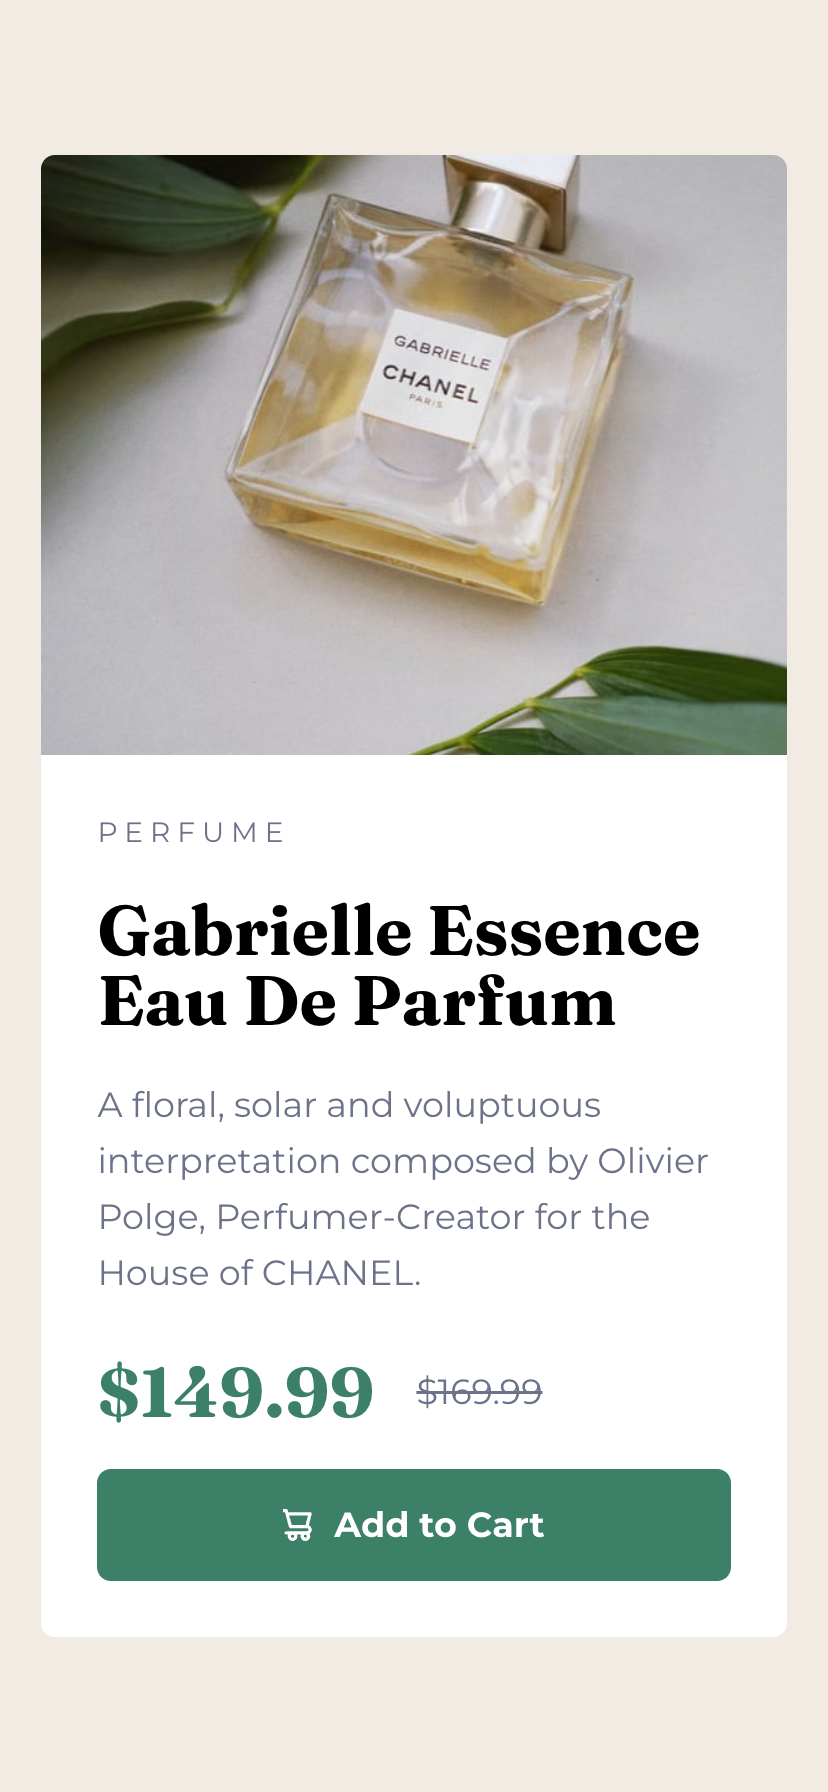 GABRIELLE
CHANEL
PARIS
PERFUME
Gabrielle Essence
Eau De Parfum
A floral, solar and voluptuous
interpretation composed by Olivier
Polge, Perfumer-Creator for the
House of CHANEL.
$149.99 $169.99
Add to Cart